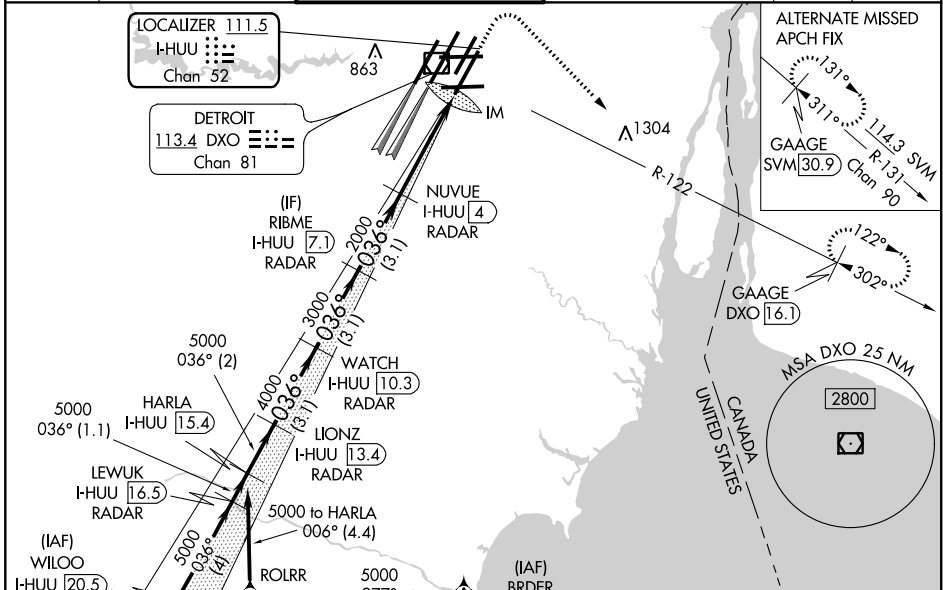 LOCALIZER 111.5
I-HUU
Chan 52
863
DETROIT
113.4 DXO
Chan 81
IM
1304
ALTERNATE MISSED
APCH FIX
131°
311°
GAAGE
SVM 30.9
114.3 SVM
Chan 90
R-131
R-122
NUVUE
I-HUU 4
RADAR
(IF)
RIBME
I-HUU 7.1
RADAR
2000
036°
(3.1)
122°
302°
GAAGE
DXO 16.1
3000
036°
(3.1)
WATCH
I-HUU 10.3
RADAR
5000
036° (2)
4000
036°
(3.1)
MSA DXO 25 NM
2800
CANADA
UNITED STATES
HARLA
I-HUU 15.4
5000
036° (1.1)
LIONZ
I-HUU 13.4
RADAR
LEWUK
I-HUU 16.5
RADAR
5000 to HARLA
006° (4.4)
5000
036°
(4)
(IAF)
WILOO
I-HUU 20.5
ROLRR
5000
(IAF)